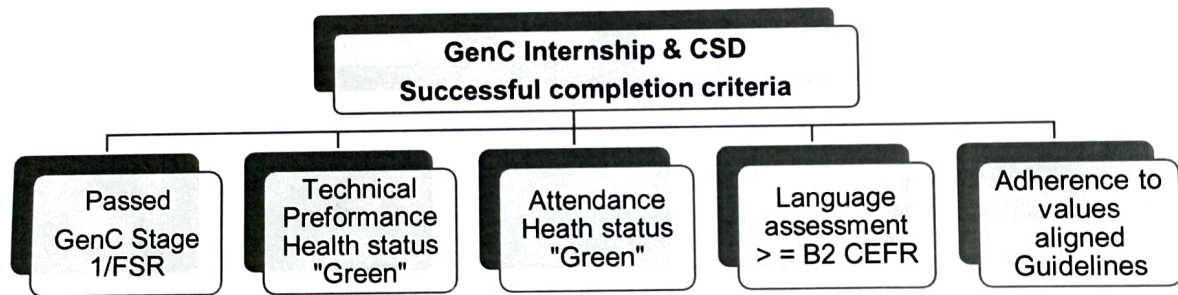 GenC Internship & CSD
Successful completion criteria
Passed
GenC Stage
1/FSR
Technical
Preformance
Health status
"Green"
Attendance
Heath status
"Green"
Language
assessment
> = B2 CEFR
Adherence to
values
aligned
Guidelines